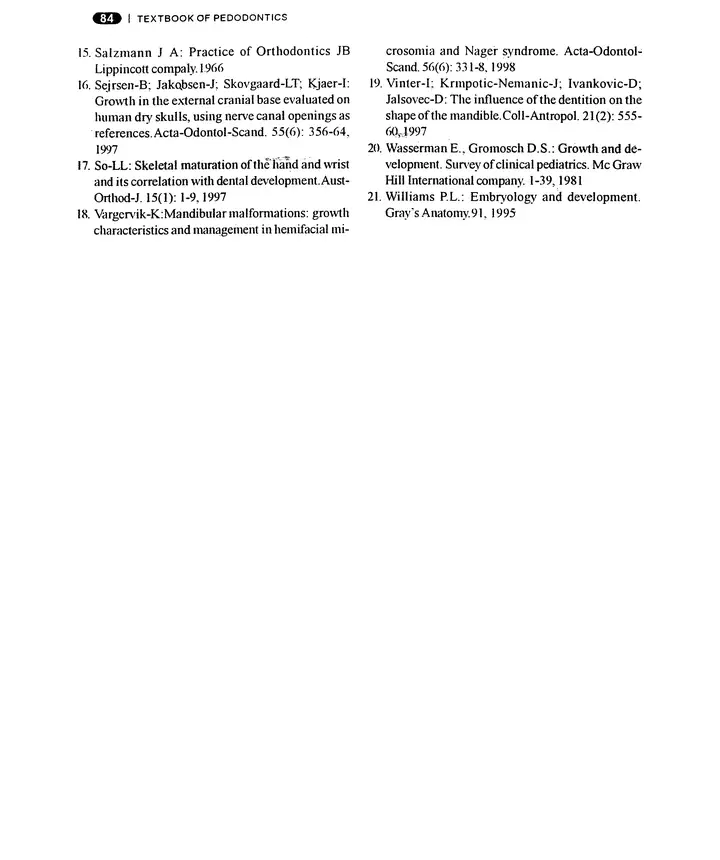 84 | TEXTBOOK OF PEDODONTICS
15. Salzmann J A: Practice of Orthodontics JB
Lippincott compaly.1966
16. Sejrsen-B; Jakobsen-J; Skovgaard-LT; Kjaer-I:
Growth in the external cranial base evaluated on
human dry skulls, using nerve canal openings as
references.Acta-Odontol-Scand. 55(6): 356-64,
1997
17. So-LL: Skeletal maturation of the hand and wrist
and its correlation with dental development.Aust-
Orthod-J. 15(1): 1-9, 1997
18. Vargervik-K:Mandibular malformations: growth
characteristics and management in hemifacial mi-
crosomia and Nager syndrome. Acta-Odontol-
Scand. 56(6): 331-8, 1998
19. Vinter-I; Krmpotic-Nemanic-J; Ivankovic-D;
Jalsovec-D: The influence of the dentition on the
shape of the mandible.Coll-Antropol. 21(2): 555-
60, 1997
20. Wasserman E., Gromosch D.S.: Growth and de-
velopment. Survey of clinical pediatrics. Mc Graw
Hill International company. 1-39, 1981
21. Williams P.L.: Embryology and development.
Gray's Anatomy.91, 1995